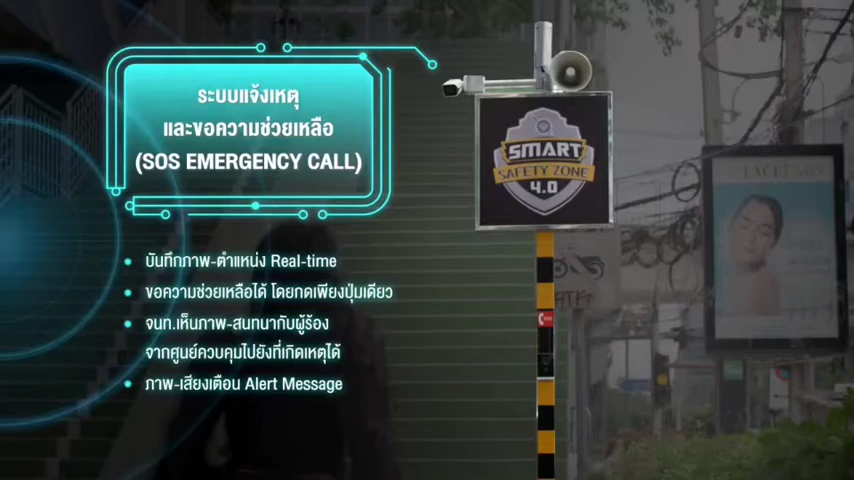 ระบบแจ้งเหตุ
และขอความช่วยเหลือ
(SOS EMERGENCY CALL)
บันทึกภาพ-ตำแหน่ง Real-time
ขอความช่วยเหลือได้ โดยกดเพียงปุ่มเดียว
จนท.เห็นภาพ-สนทนากับผู้ร้อง
จากศูนย์ควบคุมไปยังที่เกิดเหตุได้
ภาพ-เสียงเตือน Alert Message
SMART
SAFETY ZONE
4.0